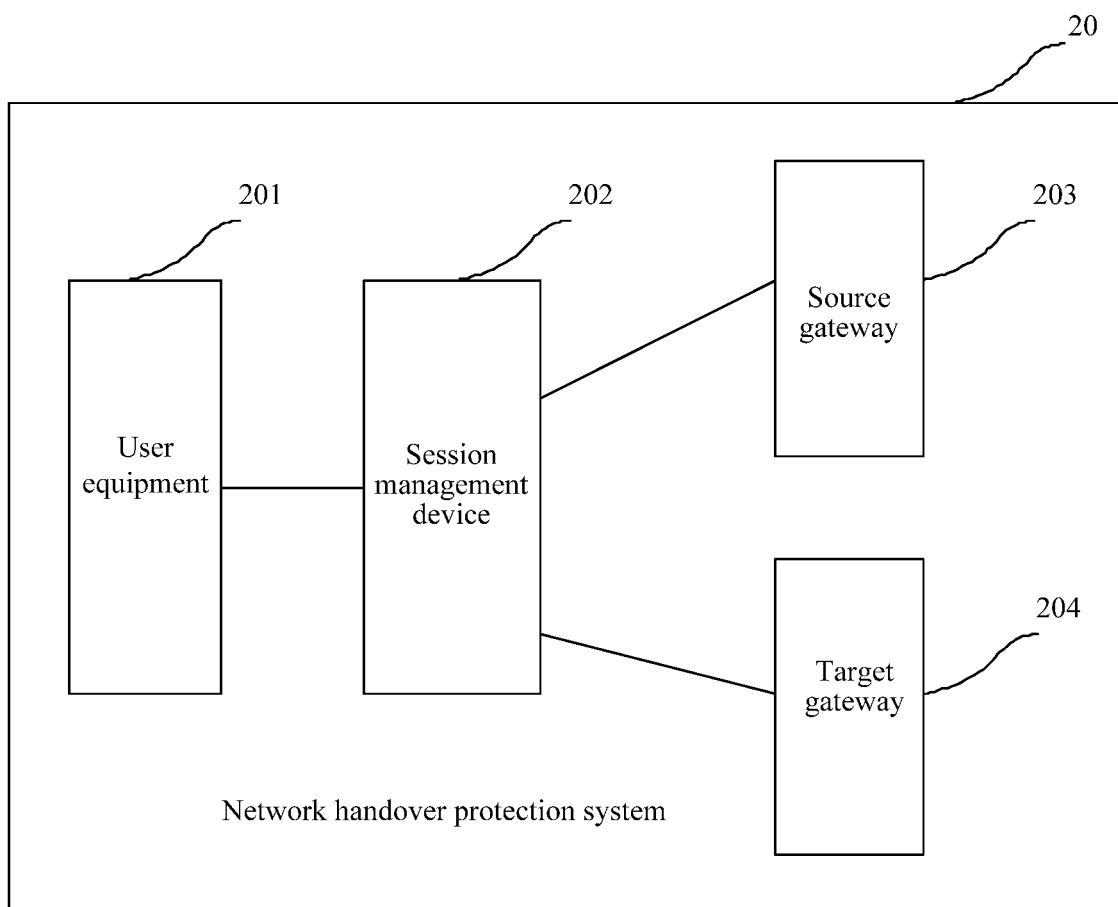 20
201
202
203
Source
gateway
User
equipment
Session
management
device
204
Target
gateway
Network handover protection system